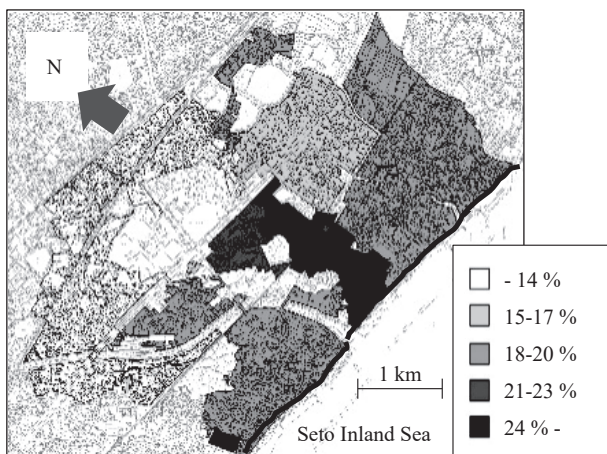 N
- 14 %
15-17 %
18-20 %
21-23 %
24 % -
1 km
Seto Inland Sea